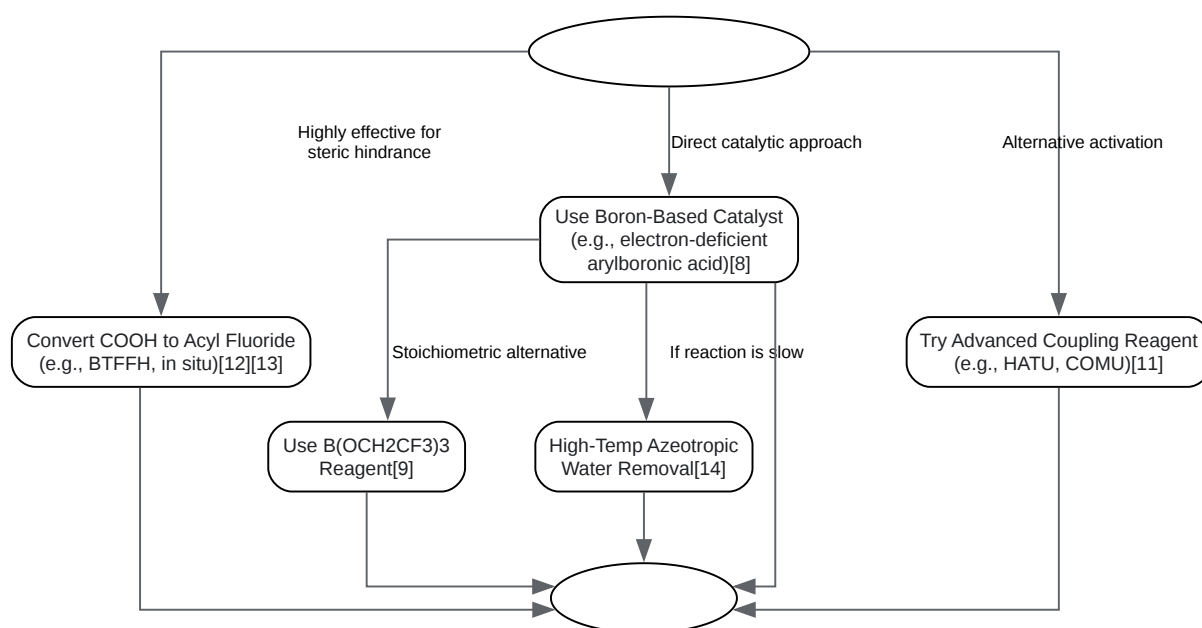 Highly effective for
steric hindrance
Direct catalytic approach
Alternative activation
Use Boron-Based Catalyst
(e.g., electron-deficient
arylboronic acid)[8]
Convert COOH to Acyl Fluoride
(e.g., BTFFH, in situ)[12][13]
Stoichiometric alternative
If reaction is slow
Try Advanced Coupling Reagent
(e.g., HATU, COMU)[11]
Use B(OCH2CF3)3
Reagent[9]
High-Temp Azeotropic
Water Removal[14]